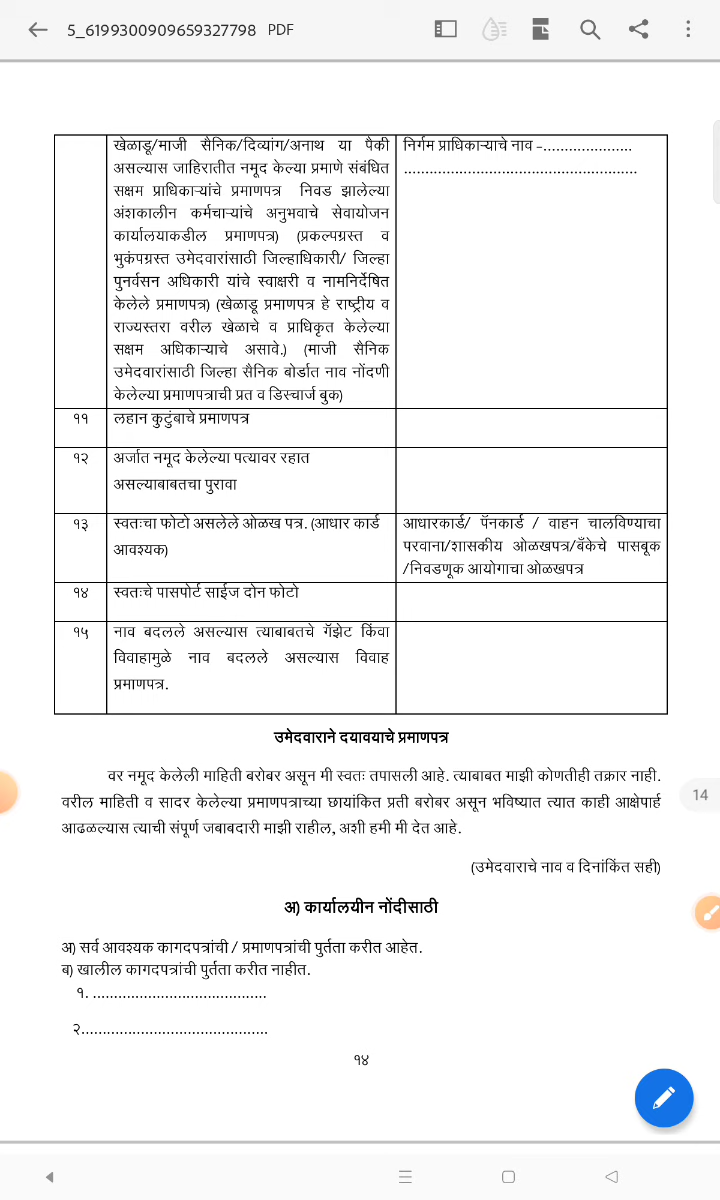 5_6199300909659327798 PDF
खेळाडू/माजी सैनिक/दिव्यांग/अनाथ या पैकी
असल्यास जाहिरातीत नमूद केल्या प्रमाणे संबंधित
सक्षम प्राधिकाऱ्यांचे प्रमाणपत्र निवड झालेल्या
अंशकालीन कर्मचाऱ्यांचे अनुभवाचे सेवायोजन
कार्यालयाकडील प्रमाणपत्र) (प्रकल्पग्रस्त व
भुकंपग्रस्त उमेदवारांसाठी जिल्हाधिकारी/ जिल्हा
पुनर्वसन अधिकारी यांचे स्वाक्षरी व नामनिर्देषित
केलेले प्रमाणपत्र) (खेळाडू प्रमाणपत्र हे राष्ट्रीय व
राज्यस्तरा वरील खेळाचे व प्राधिकृत केलेल्या
सक्षम अधिकाऱ्याचे असावे.) (माजी सैनिक
उमेदवारांसाठी जिल्हा सैनिक बोर्डात नाव नोंदणी
केलेल्या प्रमाणपत्राची प्रत व डिस्चार्ज बुक)
निर्गम प्राधिकाऱ्याचे नाव -.....................
.......................................................
११ लहान कुटुंबाचे प्रमाणपत्र
१२ अर्जात नमूद केलेल्या पत्यावर रहात
असल्याबाबतचा पुरावा
१३ स्वतःचा फोटो असलेले ओळख पत्र. (आधार कार्ड
आवश्यक)
आधारकार्ड/ पॅनकार्ड / वाहन चालविण्याचा
परवाना/शासकीय ओळखपत्र/बँकेचे पासबूक
/निवडणूक आयोगाचा ओळखपत्र
१४ स्वतःचे पासपोर्ट साईज दोन फोटो
१५ नाव बदलले असल्यास त्याबाबतचे गॅझेट किंवा
विवाहामुळे नाव बदलले असल्यास विवाह
प्रमाणपत्र.
उमेदवाराने दयावयाचे प्रमाणपत्र
वर नमूद केलेली माहिती बरोबर असून मी स्वतः तपासली आहे. त्याबाबत माझी कोणतीही तक्रार नाही.
वरील माहिती व सादर केलेल्या प्रमाणपत्राच्या छायांकित प्रती बरोबर असून भविष्यात त्यात काही आक्षेपार्ह
आढळल्यास त्याची संपूर्ण जबाबदारी माझी राहील, अशी हमी मी देत आहे.
14
(उमेदवाराचे नाव व दिनांकिंत सही)
अ) कार्यालयीन नोंदीसाठी
अ) सर्व आवश्यक कागदपत्रांची / प्रमाणपत्रांची पुर्तता करीत आहेत.
ब) खालील कागदपत्रांची पुर्तता करीत नाहीत.
१. .........................................
२............................................
१४